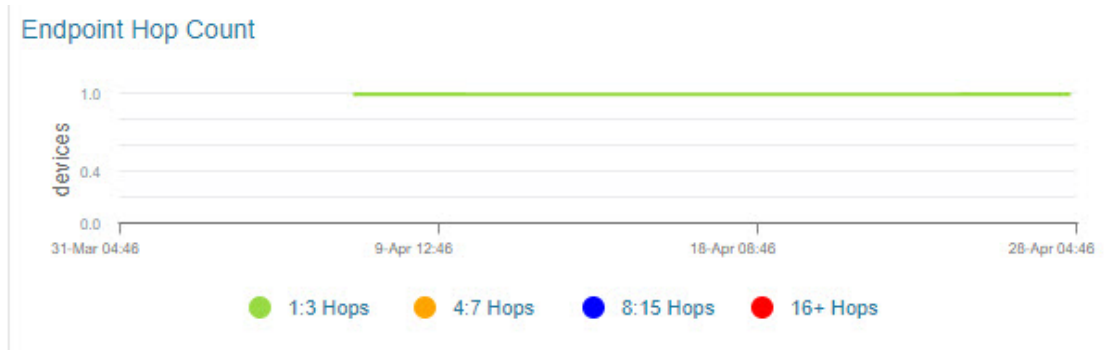 Endpoint Hop Count
1.0
devices
0.4
0.0
31-Mar 04:46 9-Apr 12:46 18-Apr 08:46 28-Apr 04:46
1:3 Hops 4:7 Hops 8:15 Hops 16+ Hops